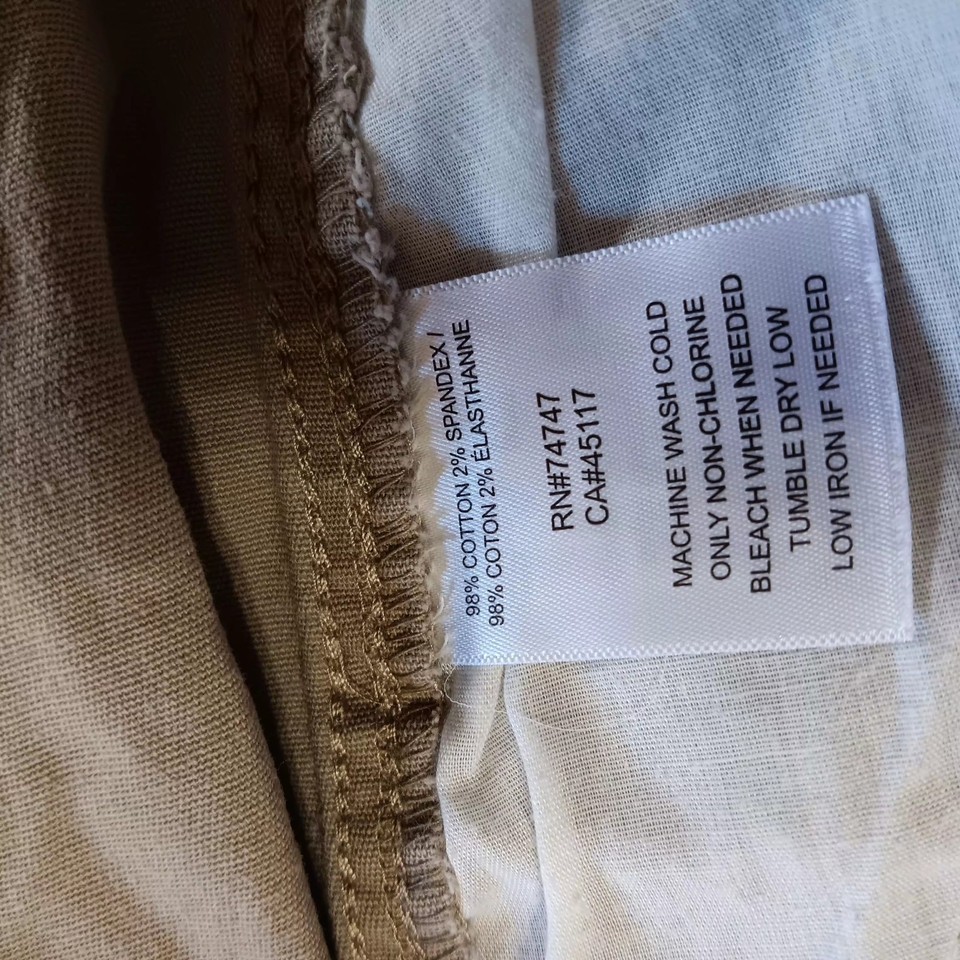 98% COTTON 2% SPANDEX /
98% COTON 2% ÉLASTHANNE
RN#74747
CA#45117
MACHINE WASH COLD
ONLY NON-CHLORINE
BLEACH WHEN NEEDED
TUMBLE DRY LOW
LOW IRON IF NEEDED